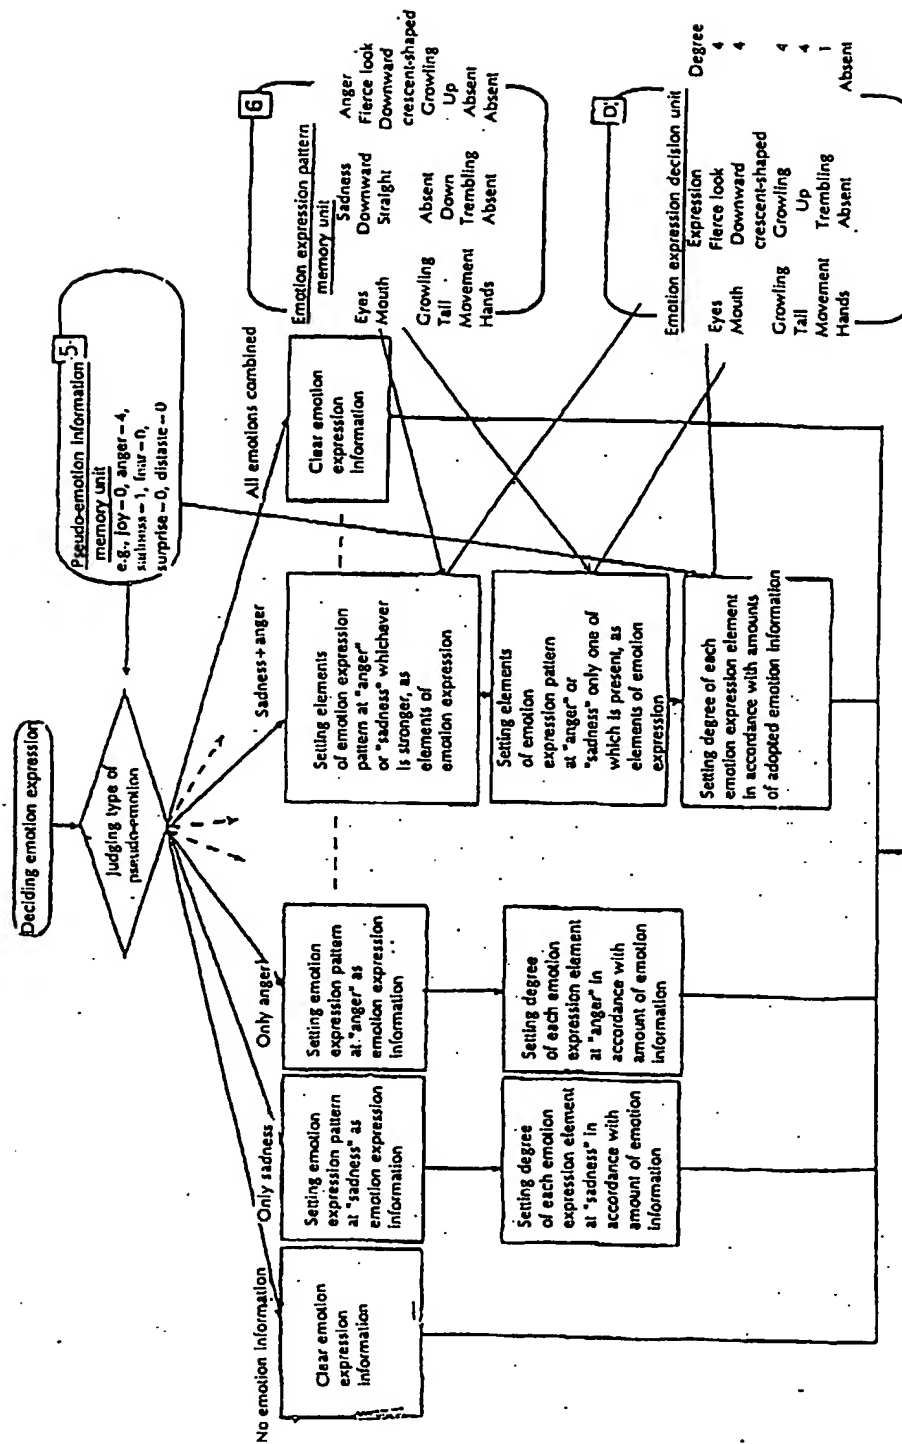 Deciding emotion expression
Judging type of
pseudo-emotion
5
Pseudo-emotion information
memory unit
e.g., joy=0, anger=4,
sadness=1, fear=0,
surprise=0, distaste=0
No emotion information
Only sadness
Only anger
Sadness+anger
All emotions combined
Clear emotion
expression
information
Setting emotion
expression pattern
at "sadness" as
emotion expression
information
Setting emotion
expression pattern
at "anger" as
emotion expression
information
Setting elements
of emotion expression
pattern at "anger"
or "sadness" whichever
is stronger, as
elements of
emotion expression
Clear emotion
expression
information
Setting degree
of each emotion
expression element
at "sadness" in
accordance with
amount of emotion
information
Setting degree
of each emotion
expression element
at "anger" in
accordance with
amount of emotion
information
Setting elements
of emotion
expression pattern
at "anger" or
"sadness" only one of
which is present, as
elements of emotion
expression
Setting degree of each
emotion expression element
in accordance with amounts
of adopted emotion information
6
Emotion expression pattern
memory unit
Sadness Anger
Eyes Downward Fierce look
Mouth Straight Downward
crescent-shaped
Growling Absent Growling
Tail Down Up
Movement Trembling Absent
Hands Absent Absent
D
Emotion expression decision unit
Expression Degree
Eyes Fierce look 4
Mouth Downward 4
crescent-shaped
Growling Growling 4
Tail Up 4
Movement Trembling 1
Hands Absent Absent